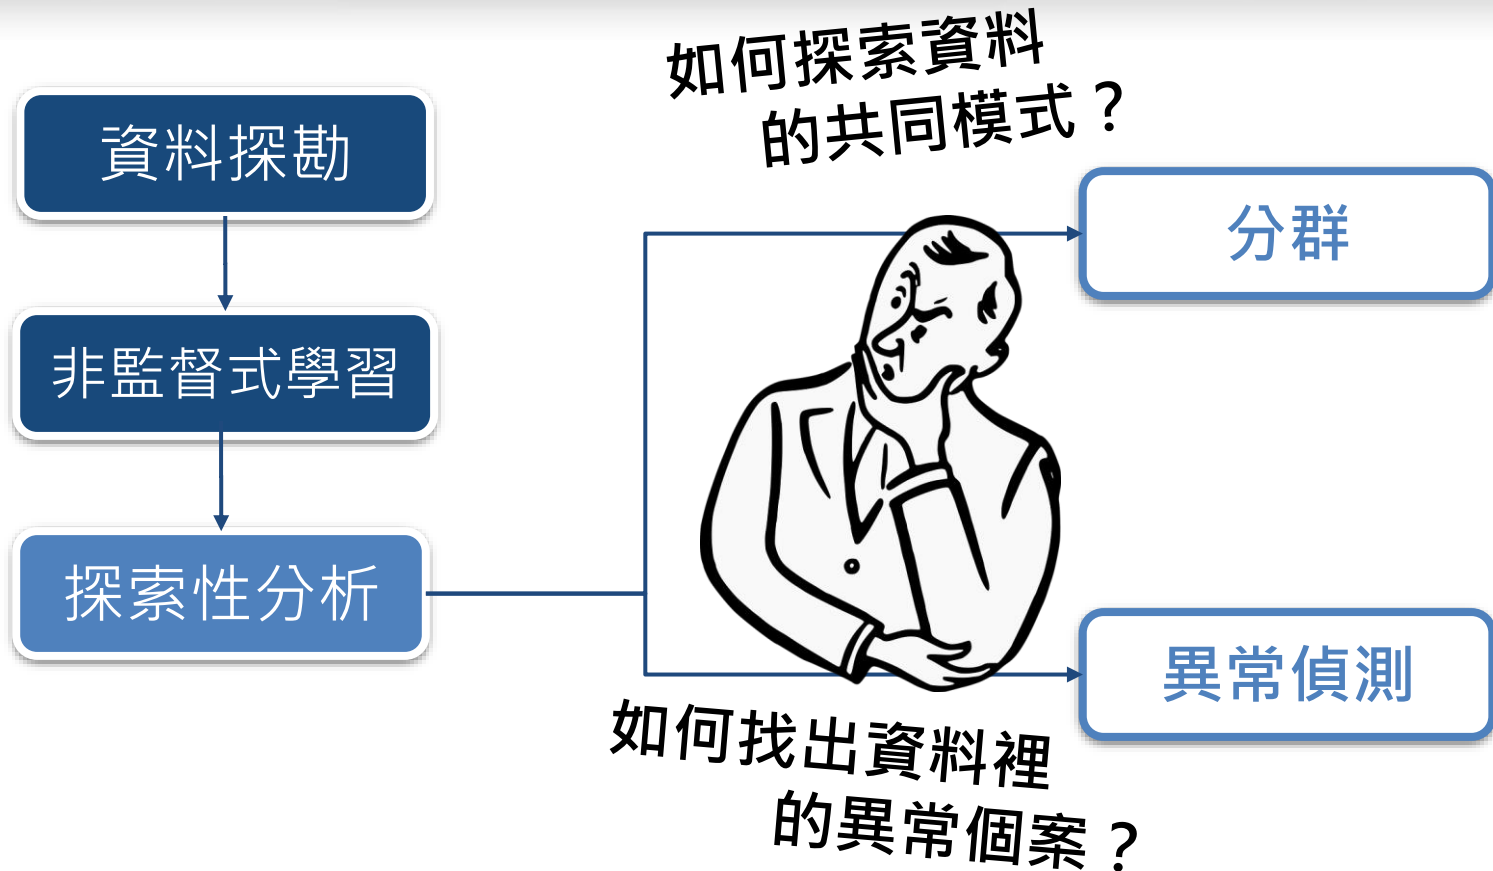 如何探索資料
的共同模式？
資料探勘
分群
非監督式學習
探索性分析
異常偵測
如何找出資料裡
的異常個案？